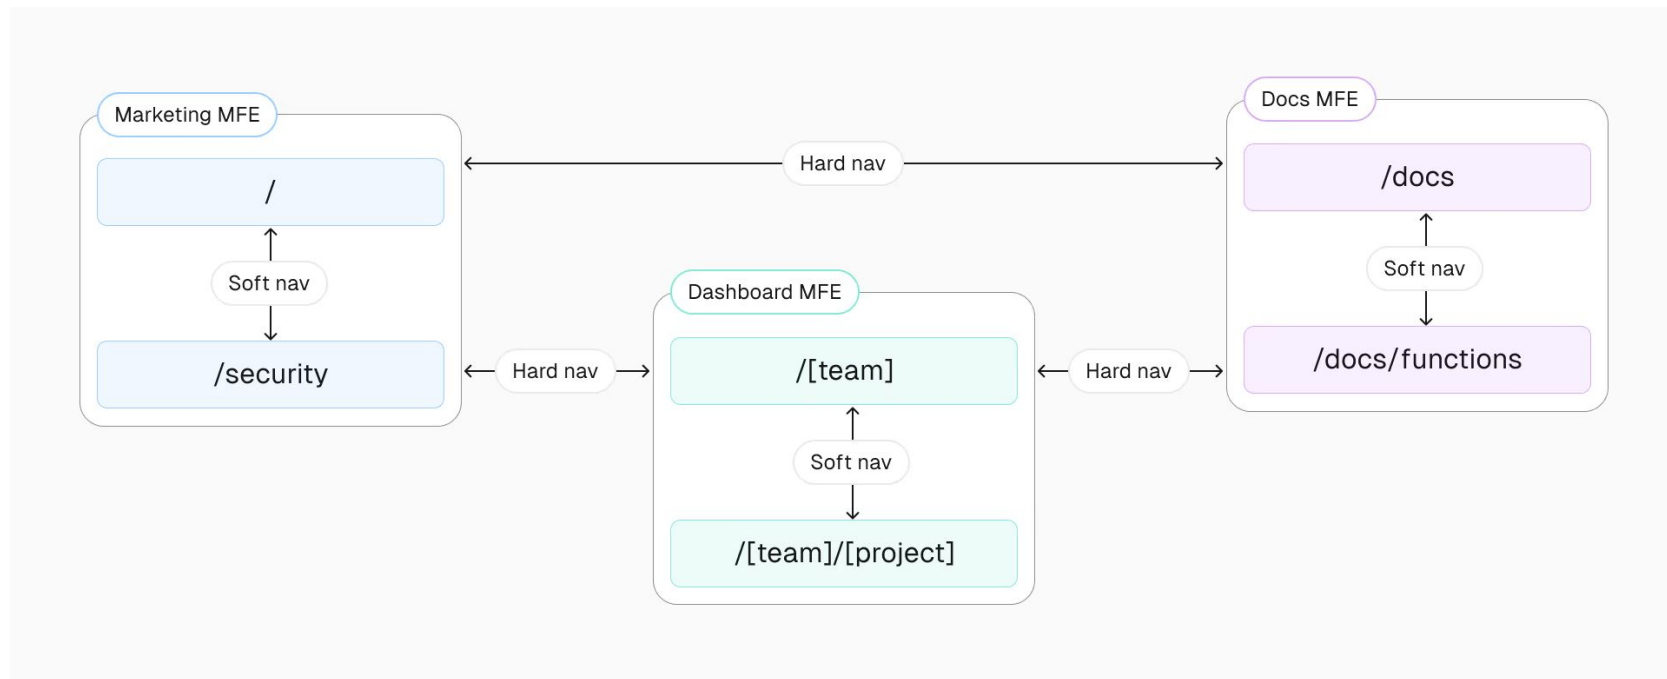 Marketing MFE
/
Soft nav
/security
Hard nav
Hard nav
Dashboard MFE
/[team]
Soft nav
/[team]/[project]
Hard nav
Docs MFE
/docs
Soft nav
/docs/functions